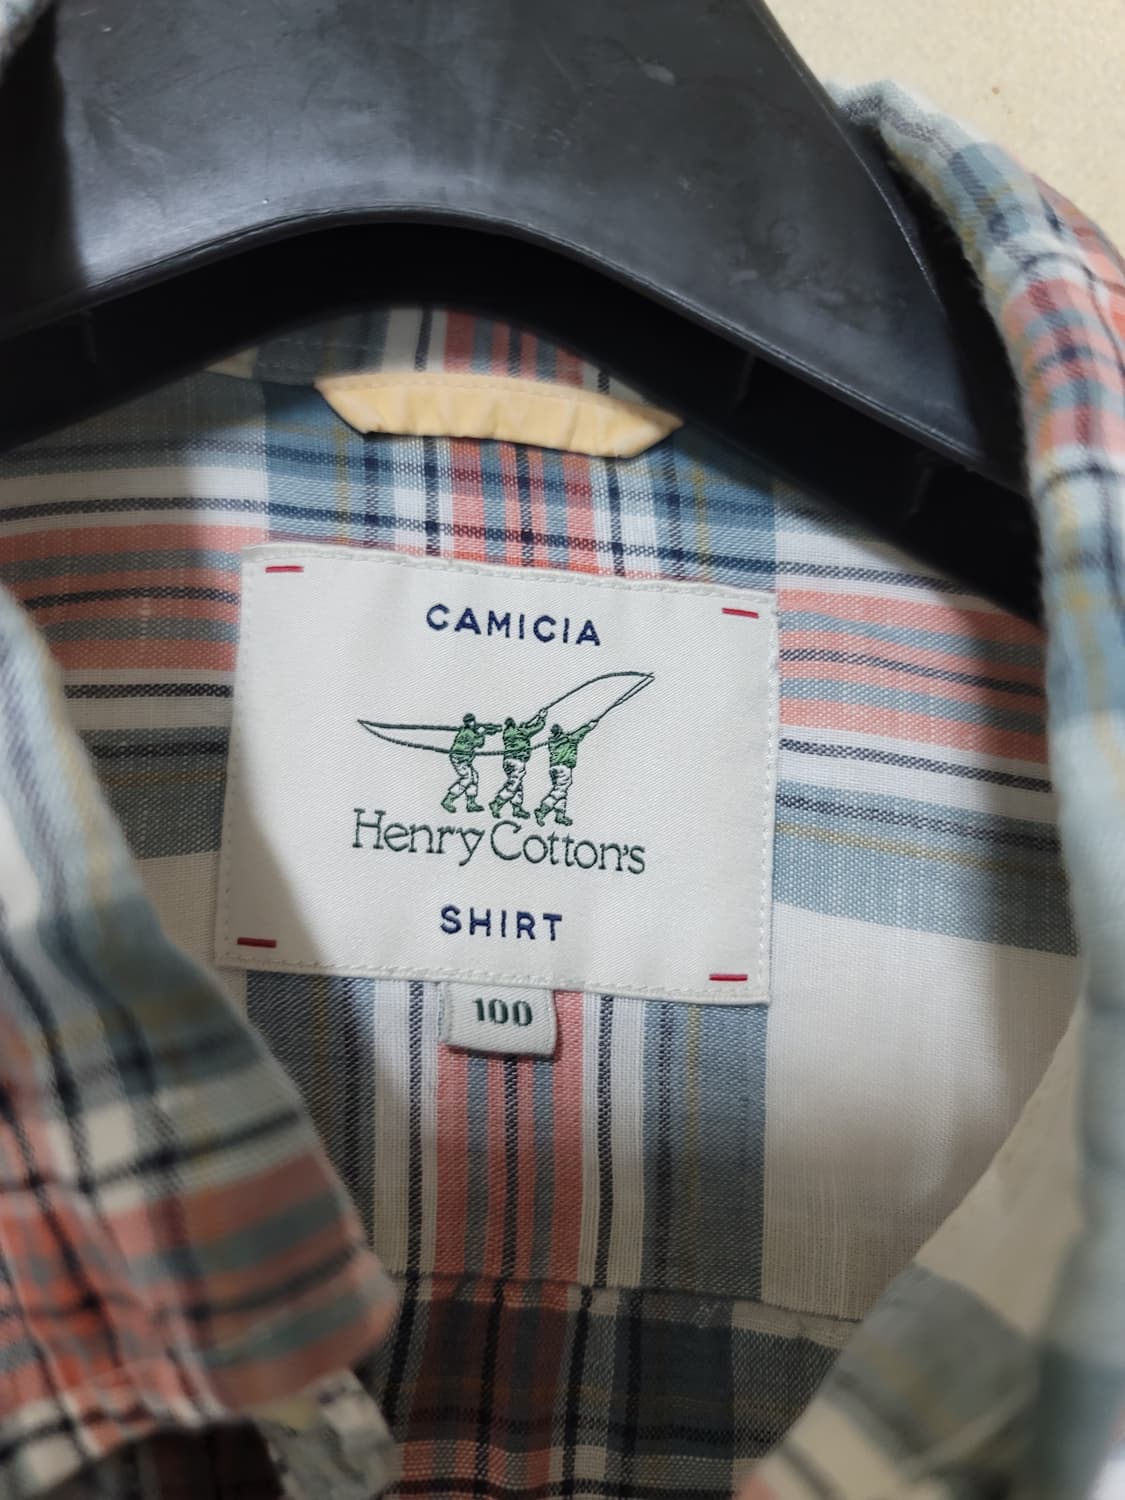 CAMICIA
Henry Cotton's
SHIRT
100